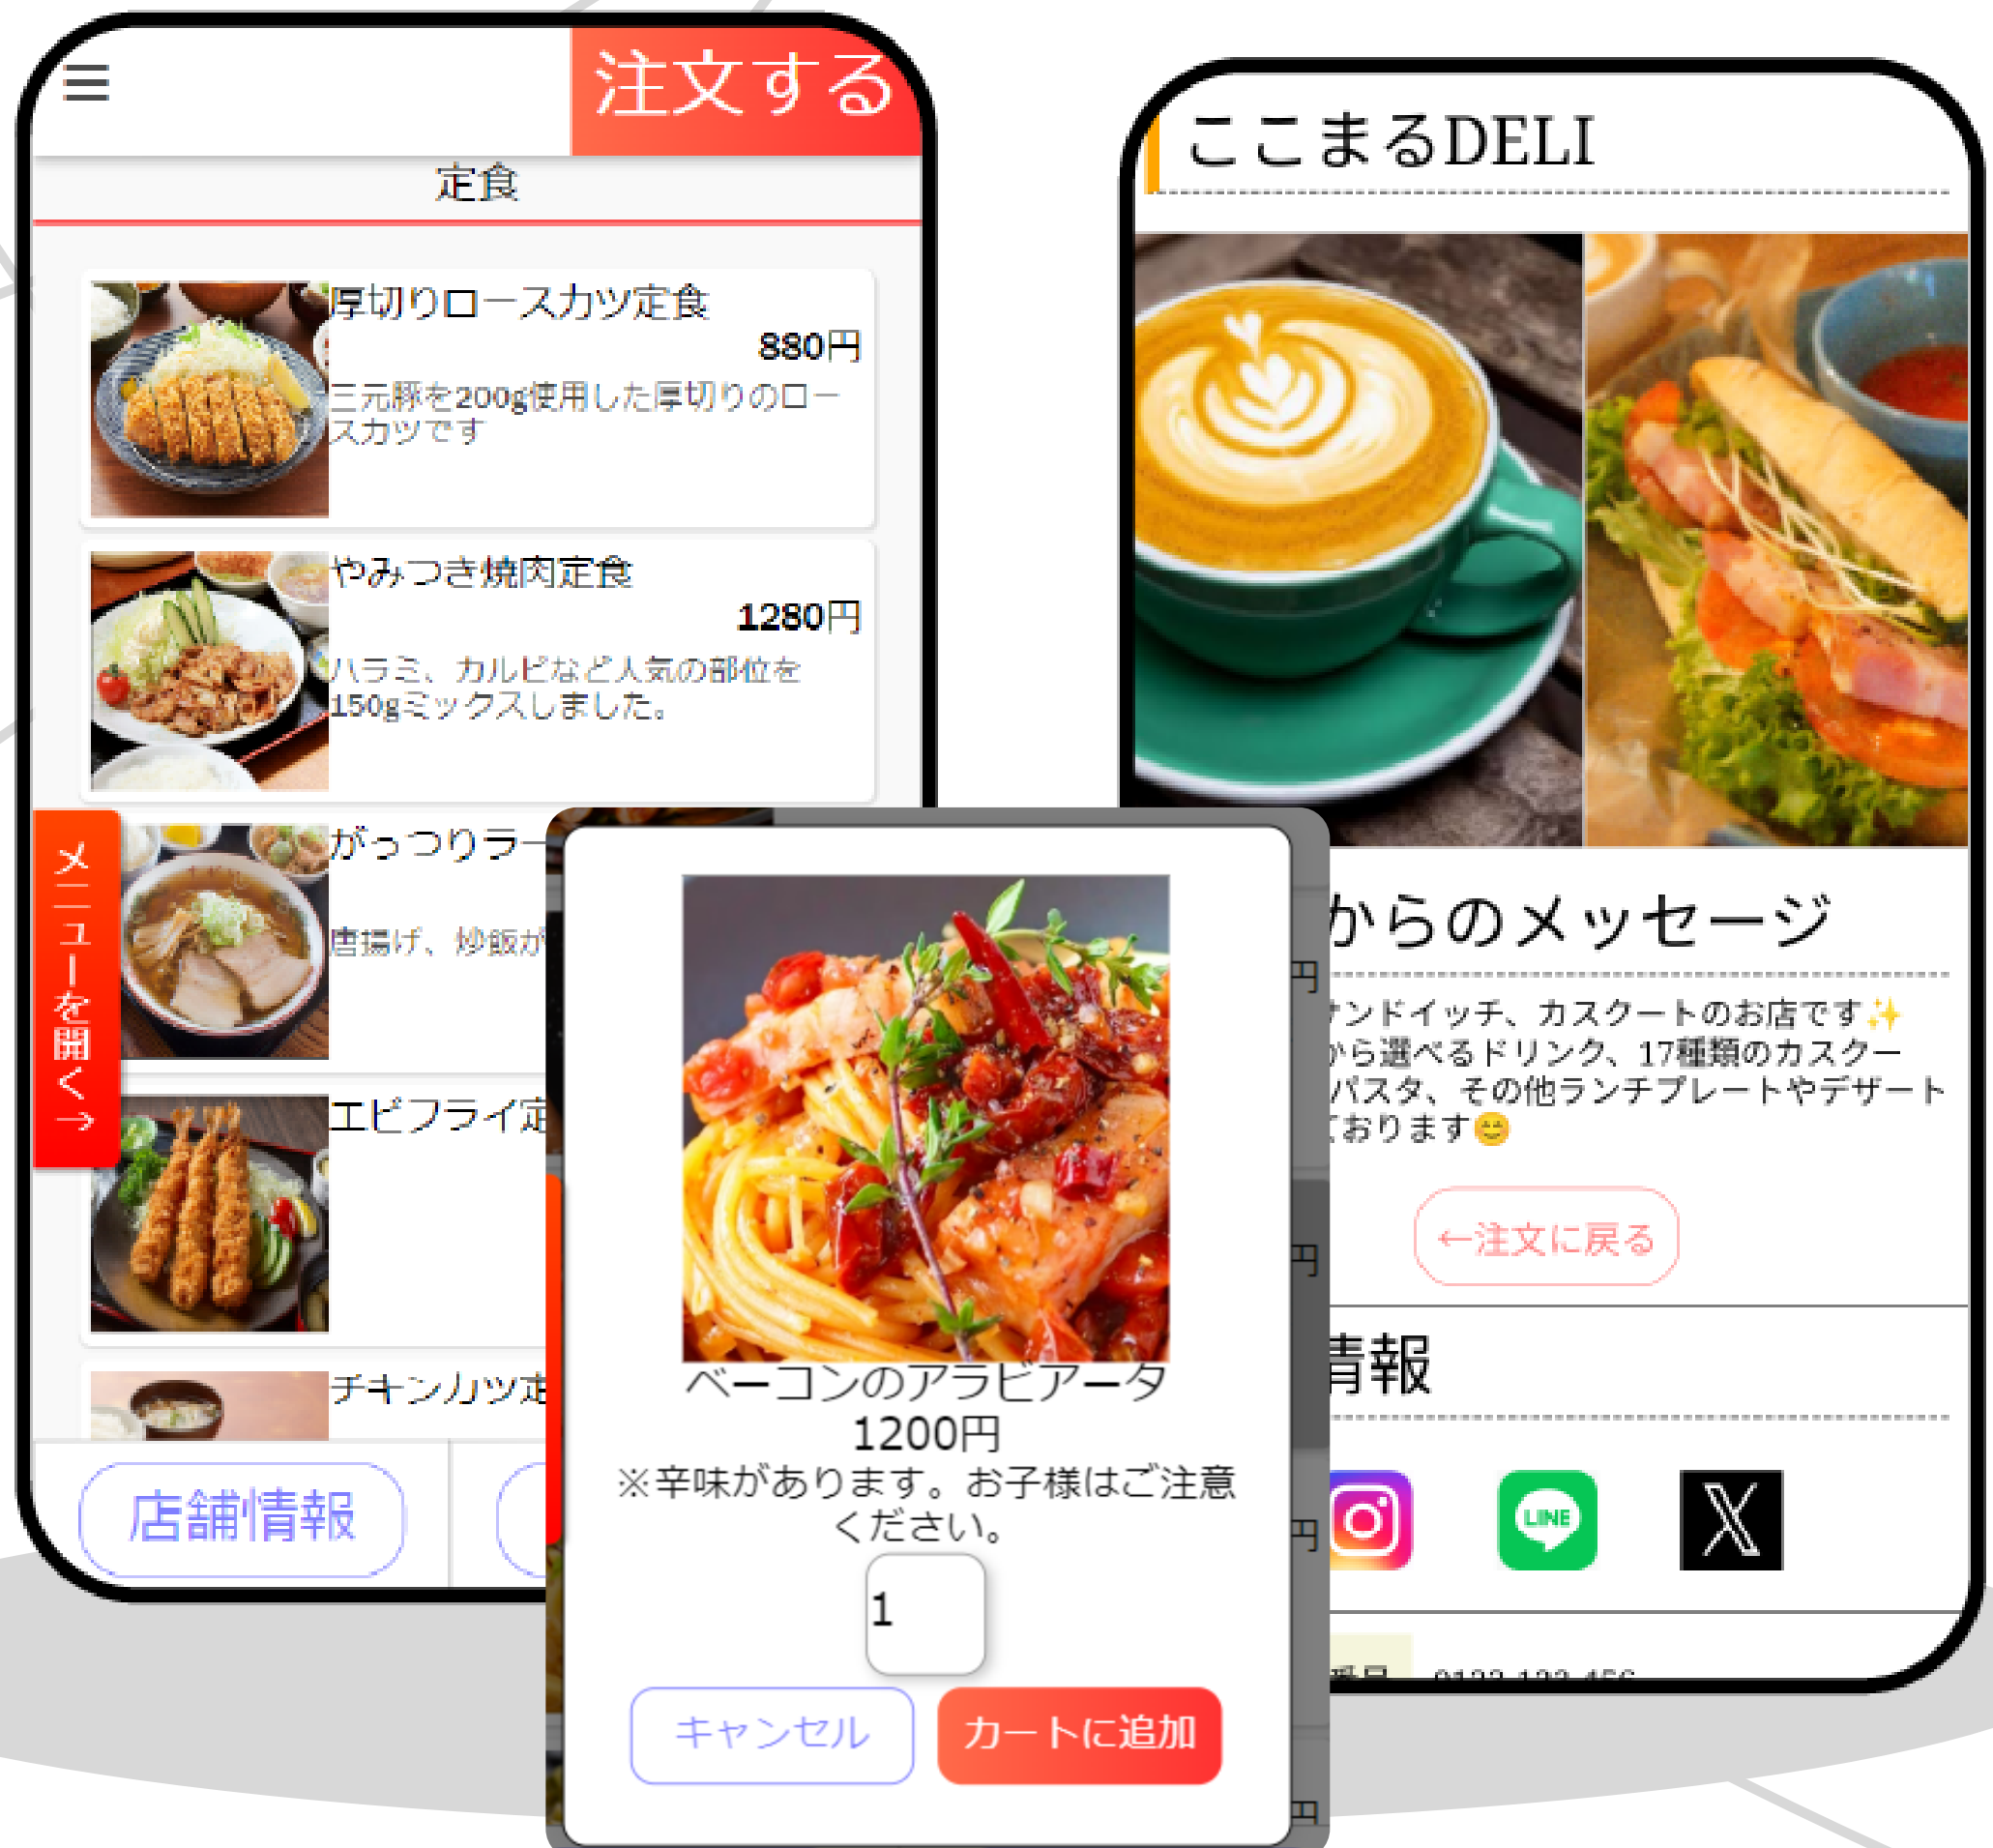 注文する
定食
厚切りロースカツ定食
880円
三元豚を200g使用した厚切りのロー
スカツです
やみつき焼肉定食
1280円
ハラミ、カルビなど人気の部位を
150gミックスしました。
がっつりラー
唐揚げ、炒飯が
エビフライ定
チキンカツ定
メニューを開く→
店舗情報
ベーコンのアラビアータ
1200円
※辛味があります。お子様はご注意
ください。
1
キャンセル
カートに追加
円
円
円
円
ここまるDELI
からのメッセージ
ンドイッチ、カスクートのお店です✨
から選べるドリンク、17種類のカスクー
パスタ、その他ランチプレートやデザート
ております😊
←注文に戻る
情報
LINE
X
番号 0123-123-456